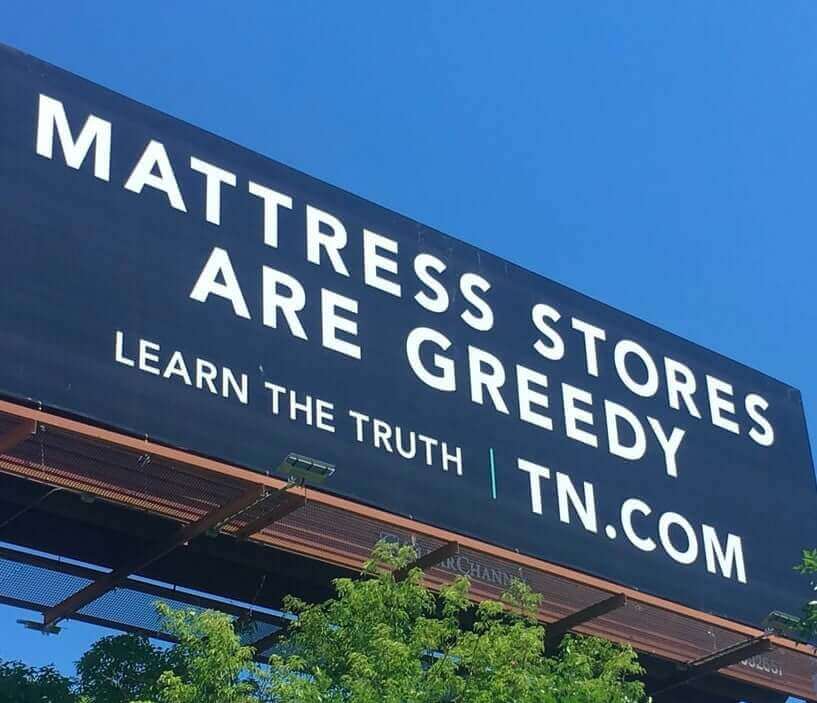 MATTRESS STORES
ARE GREEDY
LEARN THE TRUTH | TN.COM